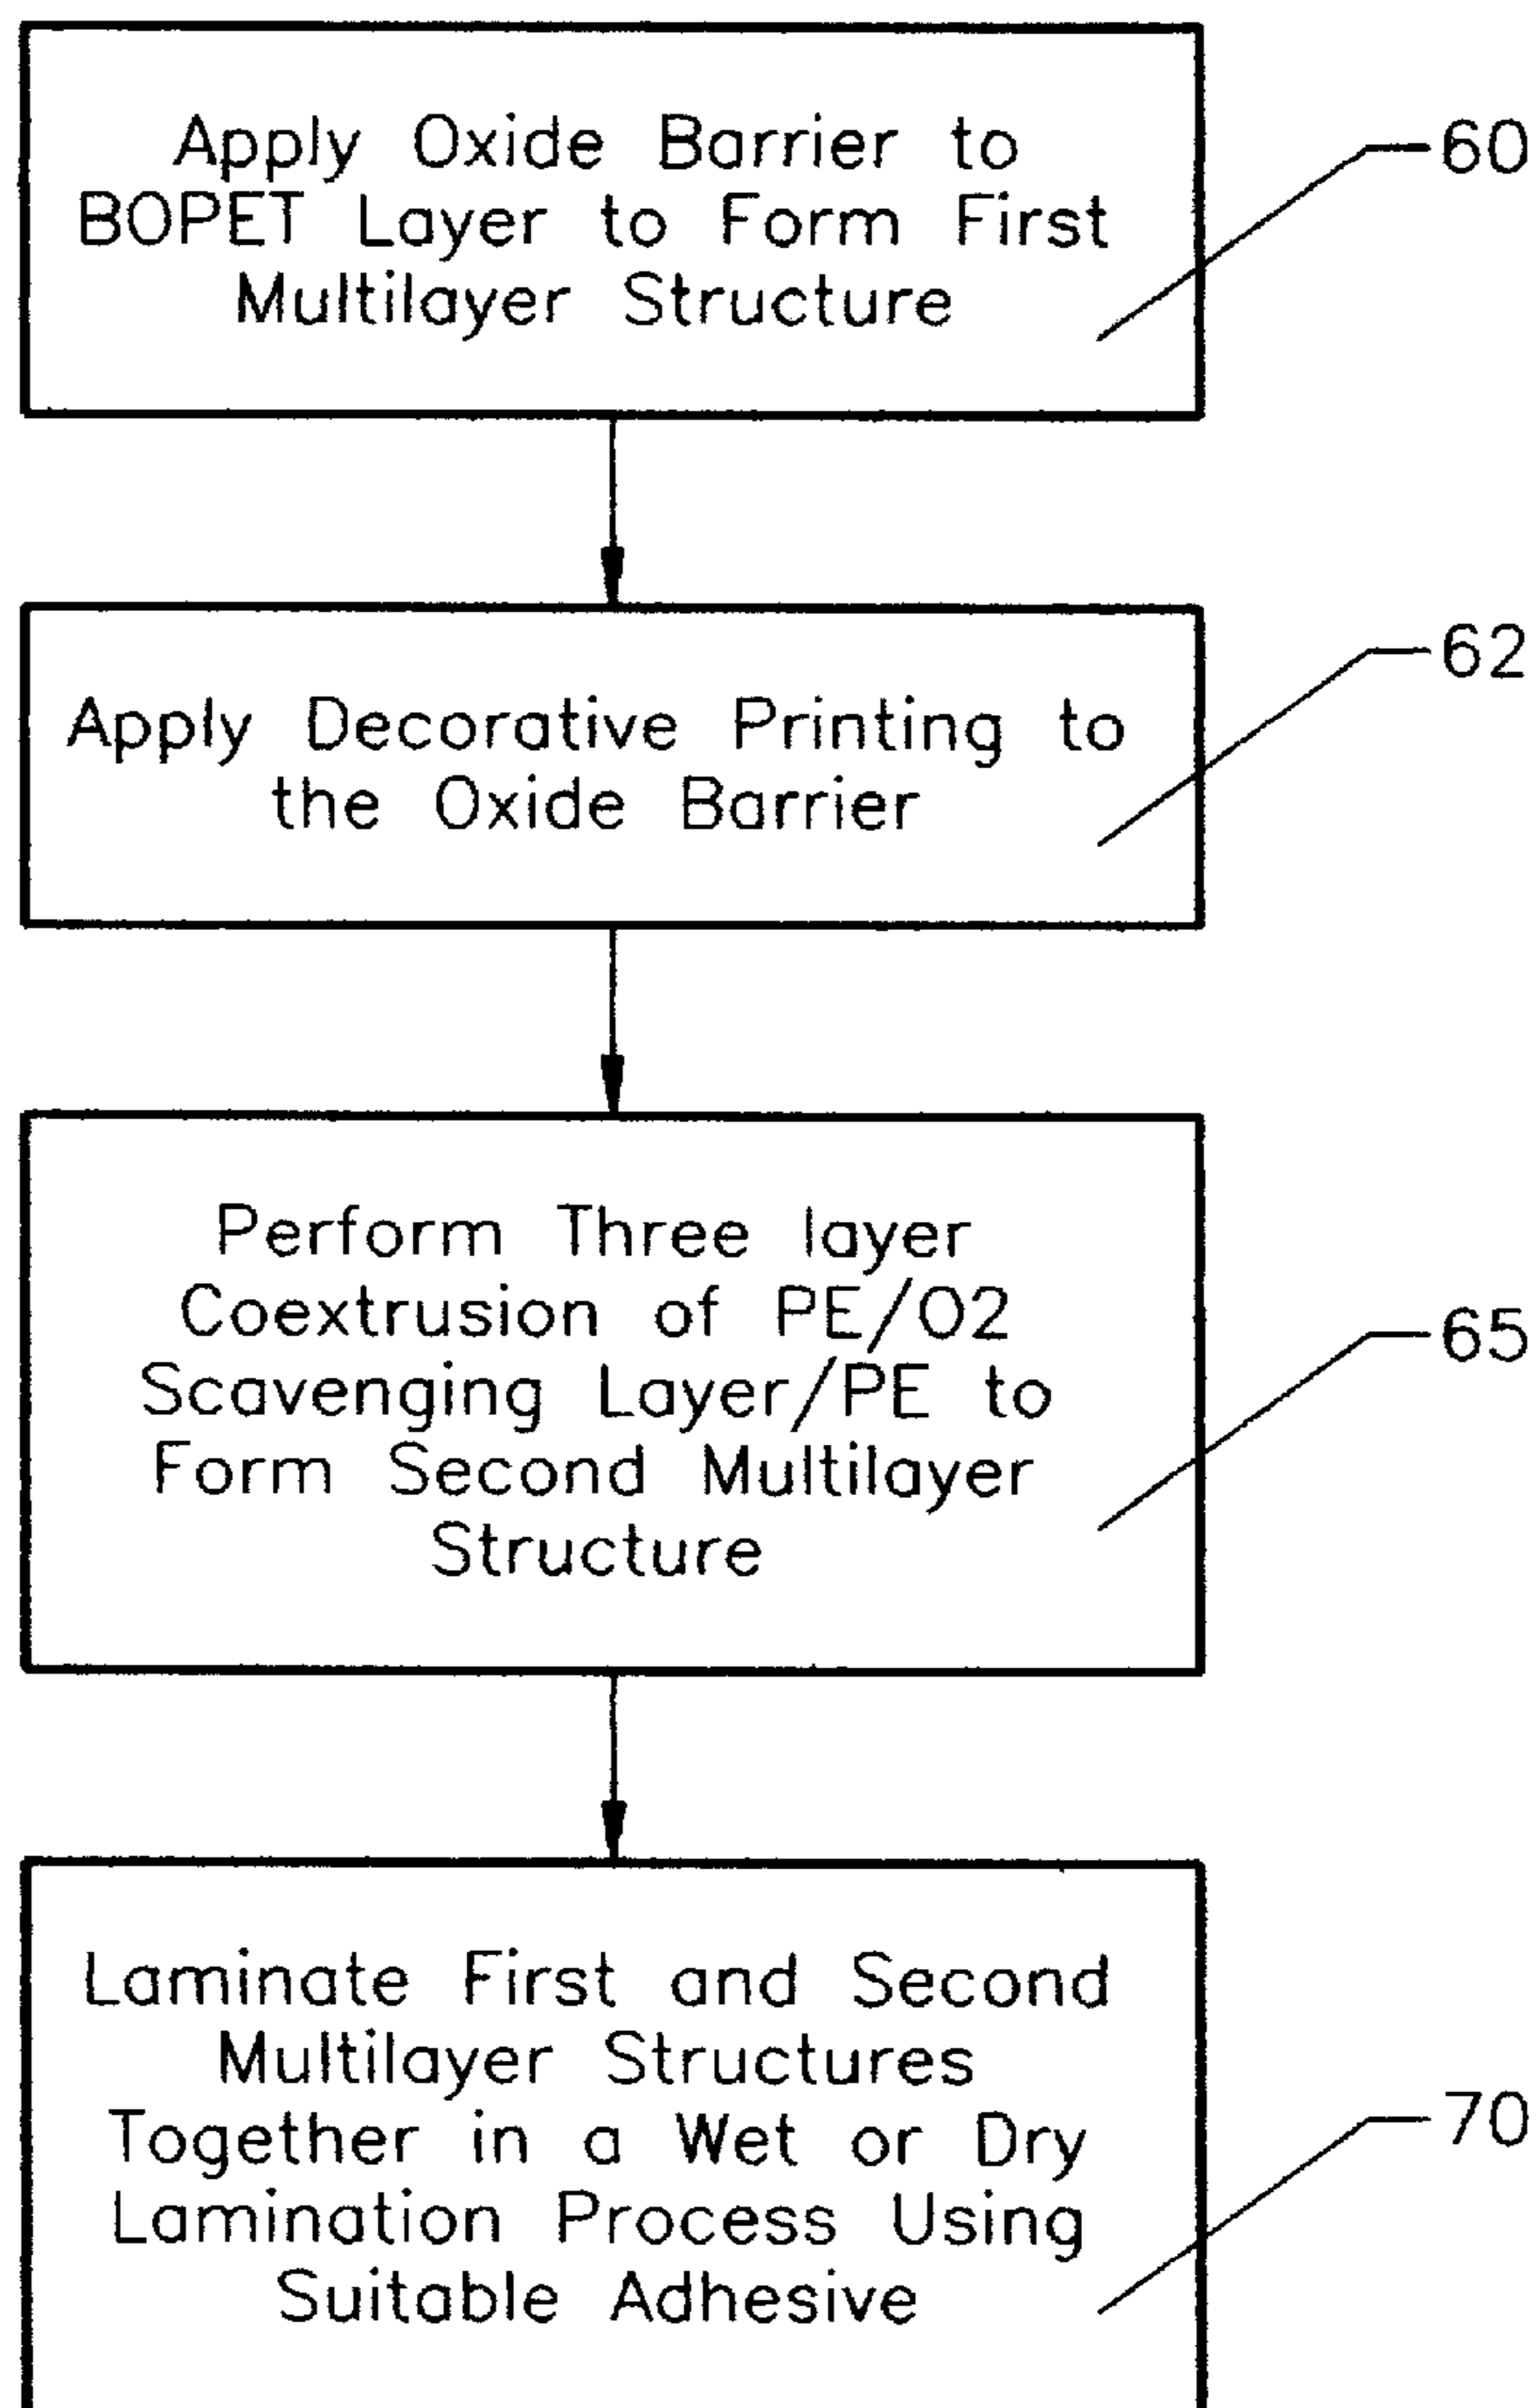 Apply Oxide Barrier to
BOPET Layer to Form First
Multilayer Structure
60
Apply Decorative Printing to
the Oxide Barrier
62
Perform Three layer
Coextrusion of PE/O2
Scavenging Layer/PE to
Form Second Multilayer
Structure
65
Laminate First and Second
Multilayer Structures
Together in a Wet or Dry
Lamination Process Using
Suitable Adhesive
70